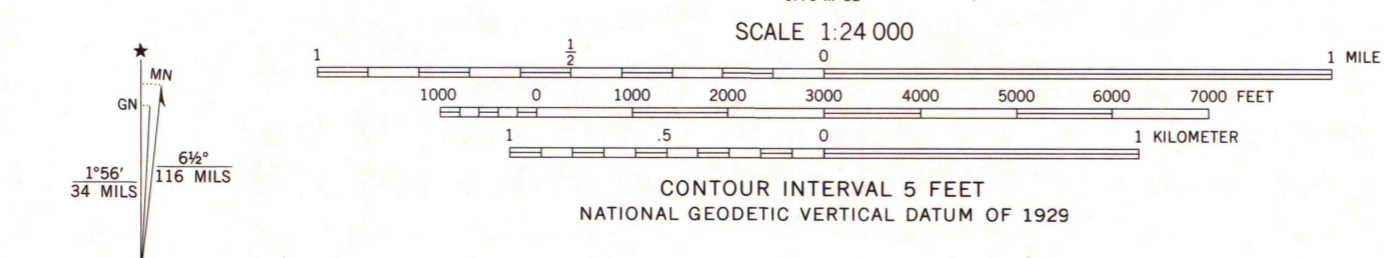 SCALE 1:24 000
1 1/2 0 1 MILE
1000 0 1000 2000 3000 4000 5000 6000 7000 FEET
1 .5 0 1 KILOMETER
CONTOUR INTERVAL 5 FEET
NATIONAL GEODETIC VERTICAL DATUM OF 1929
★
MN
GN
1°56′
34 MILS
6½°
116 MILS